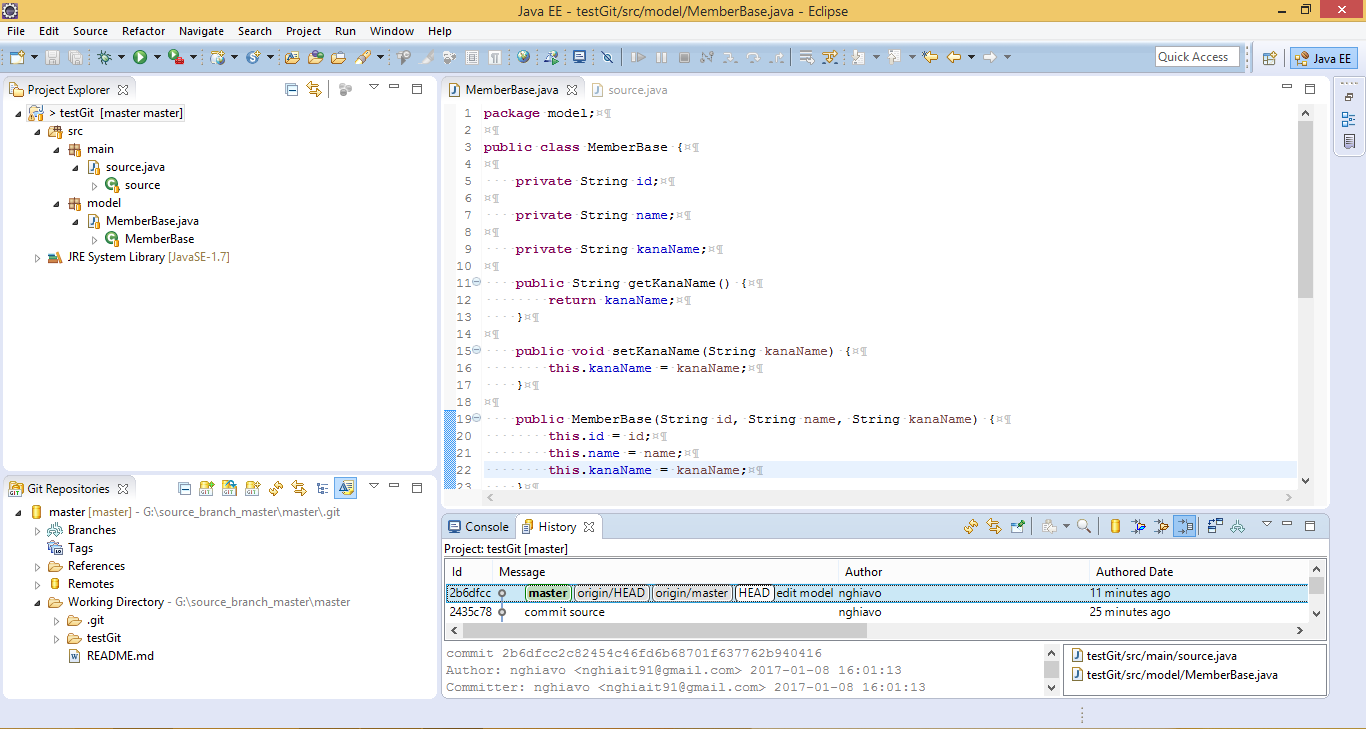 Java EE - testGit/src/model/MemberBase.java - Eclipse
File Edit Source Refactor Navigate Search Project Run Window Help
Quick Access
Java EE
Project Explorer
> testGit [master master]
src
main
source.java
source
model
MemberBase.java
MemberBase
JRE System Library [JavaSE-1.7]
Git Repositories
master [master] - G:\source_branch_master\master\.git
Branches
Tags
References
Remotes
Working Directory - G:\source_branch_master\master
.git
testGit
README.md
MemberBase.java source.java
1 package·model;¤¶
2 ¤¶
3 public·class·MemberBase·{¤¶
4 ¤¶
5 ····private·String·id;¤¶
6 ¤¶
7 ····private·String·name;¤¶
8 ¤¶
9 ····private·String·kanaName;¤¶
10 ¤¶
11 ····public·String·getKanaName()·{¤¶
12 ········return·kanaName;¤¶
13 ····}¤¶
14 ¤¶
15 ····public·void·setKanaName(String·kanaName)·{¤¶
16 ········this.kanaName·=·kanaName;¤¶
17 ····}¤¶
18 ¤¶
19 ····public·MemberBase(String·id,·String·name,·String·kanaName)·{¤¶
20 ········this.id·=·id;¤¶
21 ········this.name·=·name;¤¶
22 ········this.kanaName·=·kanaName;¤¶
23 ····}¤¶
Console History
Project: testGit [master]
Id Message Author Authored Date
2b6dfcc master origin/HEAD origin/master HEAD edit model nghiavo 11 minutes ago
2435c78 commit source nghiavo 25 minutes ago
commit 2b6dfcc2c82454c46fd6b68701f637762b940416
Author: nghiavo <nghiait91@gmail.com> 2017-01-08 16:01:13
Committer: nghiavo <nghiait91@gmail.com> 2017-01-08 16:01:13
testGit/src/main/source.java
testGit/src/model/MemberBase.java